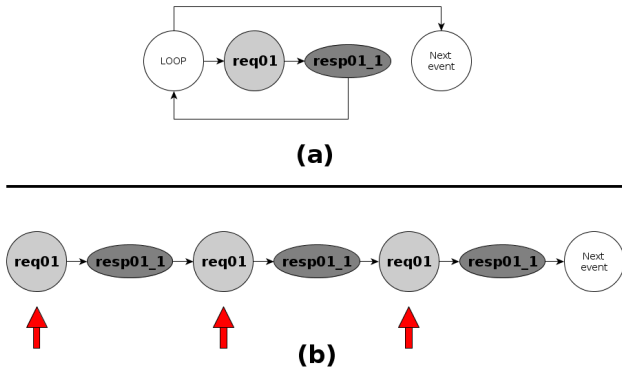 LOOP
req01
resp01_1
Next
event
(a)
req01
resp01_1
req01
resp01_1
req01
resp01_1
Next
event
(b)